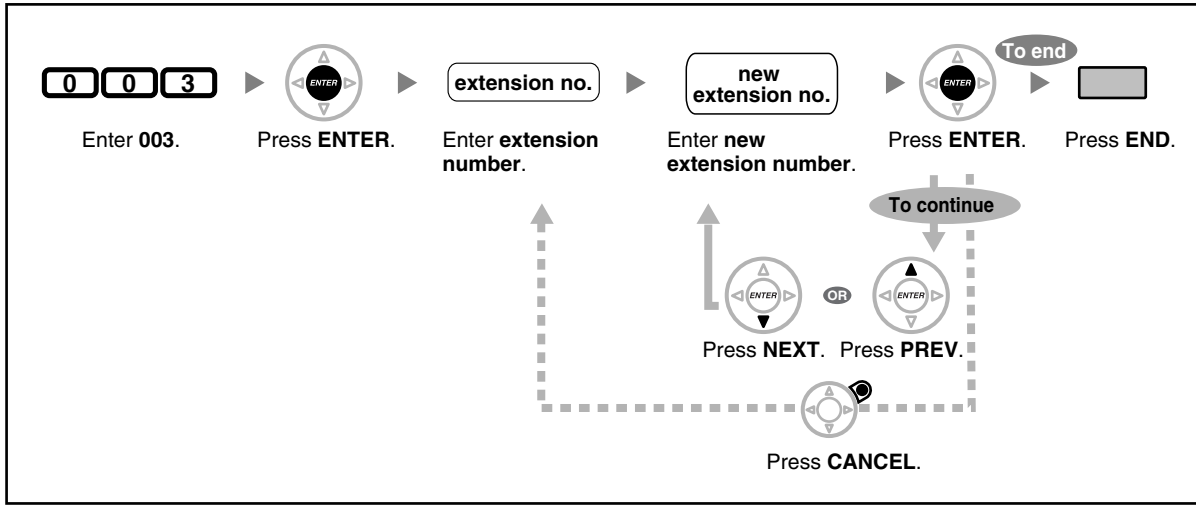 To end
0 0 3
ENTER
extension no.
new
extension no.
ENTER
Enter 003.
Press ENTER.
Enter extension
number.
Enter new
extension number.
Press ENTER.
Press END.
To continue
ENTER
OR
ENTER
Press NEXT.
Press PREV.
Press CANCEL.